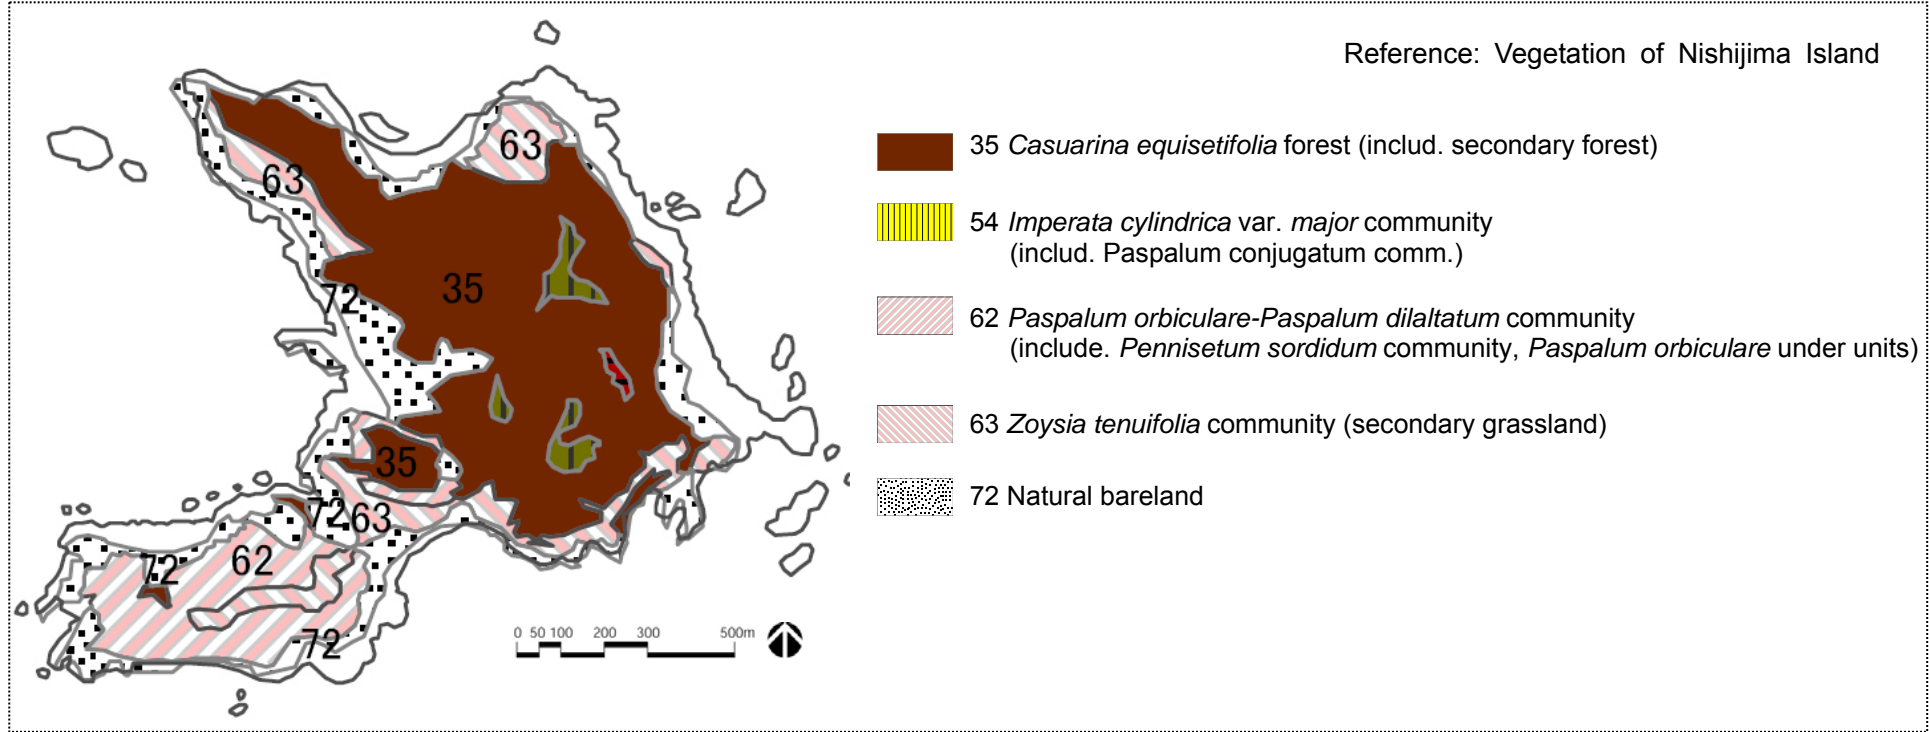 Reference: Vegetation of Nishijima Island
35 Casuarina equisetifolia forest (includ. secondary forest)
54 Imperata cylindrica var. major community
(includ. Paspalum conjugatum comm.)
62 Paspalum orbiculare-Paspalum dilaltatum community
(include. Pennisetum sordidum community, Paspalum orbiculare under units)
63 Zoysia tenuifolia community (secondary grassland)
72 Natural bareland
63
63
35
72
35
72
63
62
72
72
0 50 100 200 300 500m